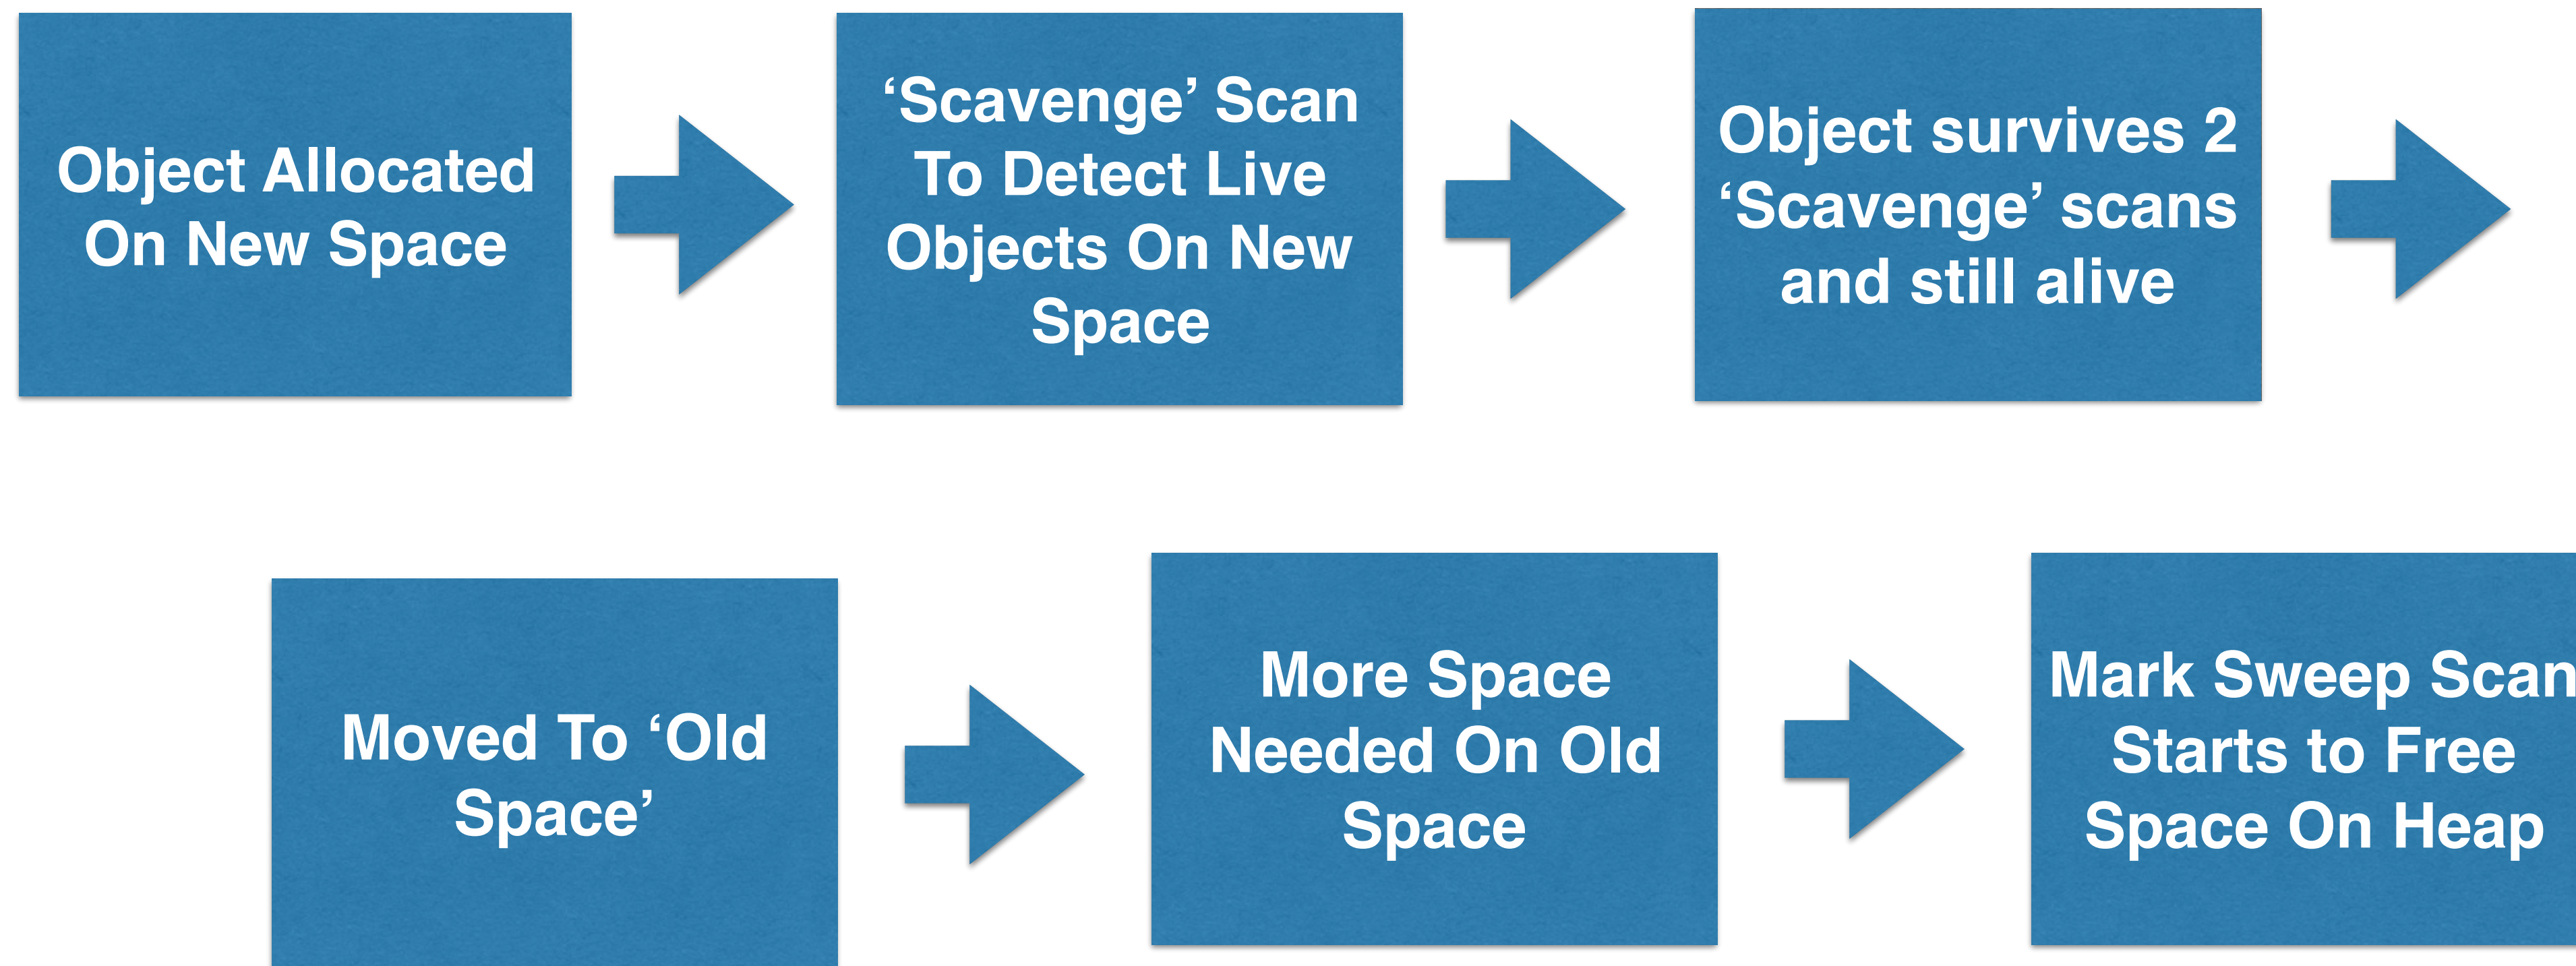 Object Allocated
On New Space
‘Scavenge’ Scan
To Detect Live
Objects On New
Space
Object survives 2
‘Scavenge’ scans
and still alive
Moved To ‘Old
Space’
More Space
Needed On Old
Space
Mark Sweep Scan
Starts to Free
Space On Heap